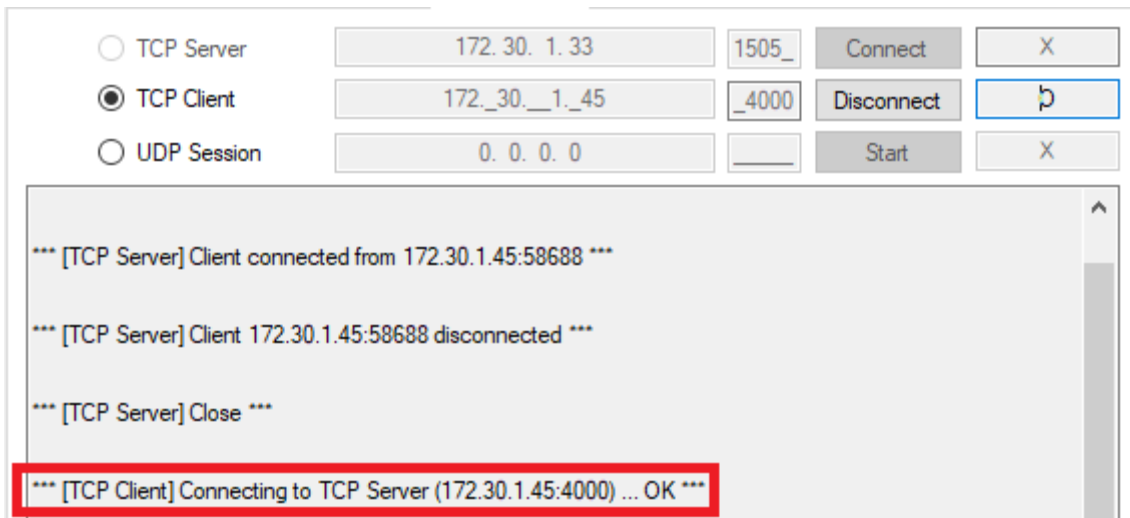 TCP Server 172. 30. 1. 33 1505_ Connect X
TCP Client 172._30.__1._45 _4000 Disconnect
UDP Session 0. 0. 0. 0 _____ Start X
*** [TCP Server] Client connected from 172.30.1.45:58688 ***
*** [TCP Server] Client 172.30.1.45:58688 disconnected ***
*** [TCP Server] Close ***
*** [TCP Client] Connecting to TCP Server (172.30.1.45:4000) ... OK ***